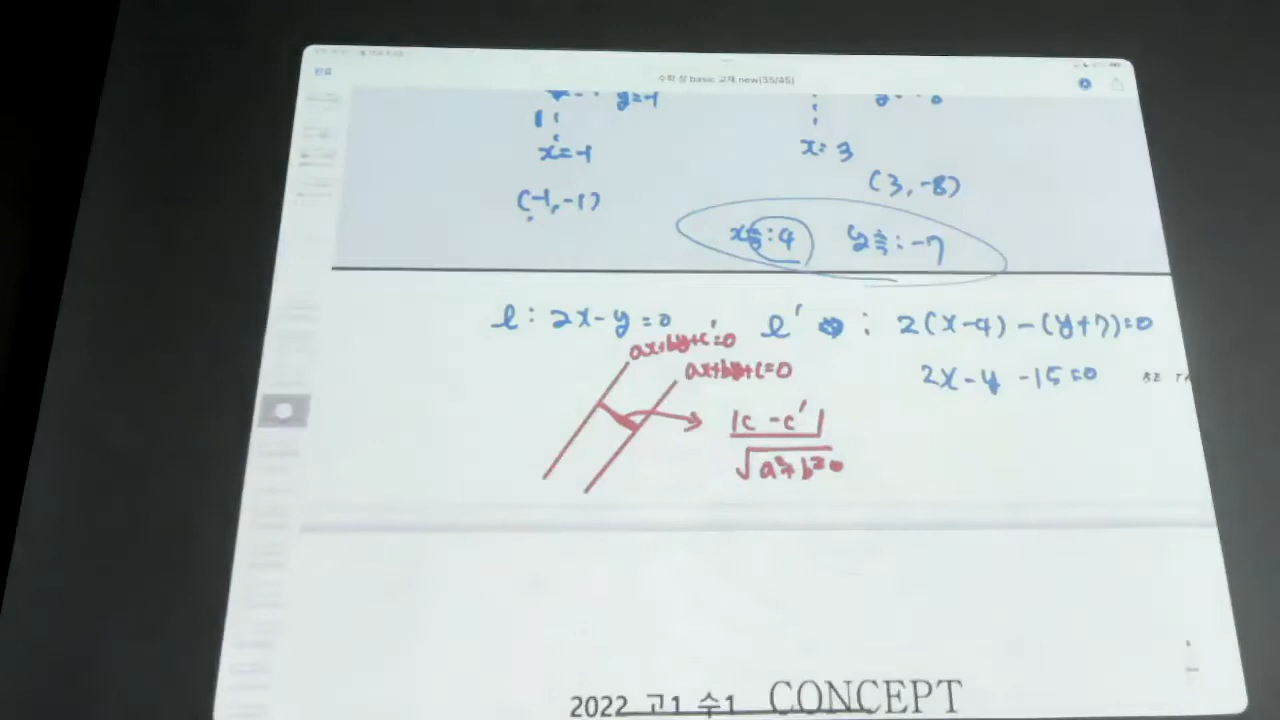 완료
수학 상 basic 교재 new(35/45)
y=-1
x=-1
x=3
(3, -8)
(-1, -1)
x축: 4 y축: -7
l: 2x-y=0 l' : 2(x-4)-(y+7)=0
ax+by+c'=0
ax+by+c=0
2x-y-15=0
|c-c'|
√a²+b²
2022 고1 수1 CONCEPT